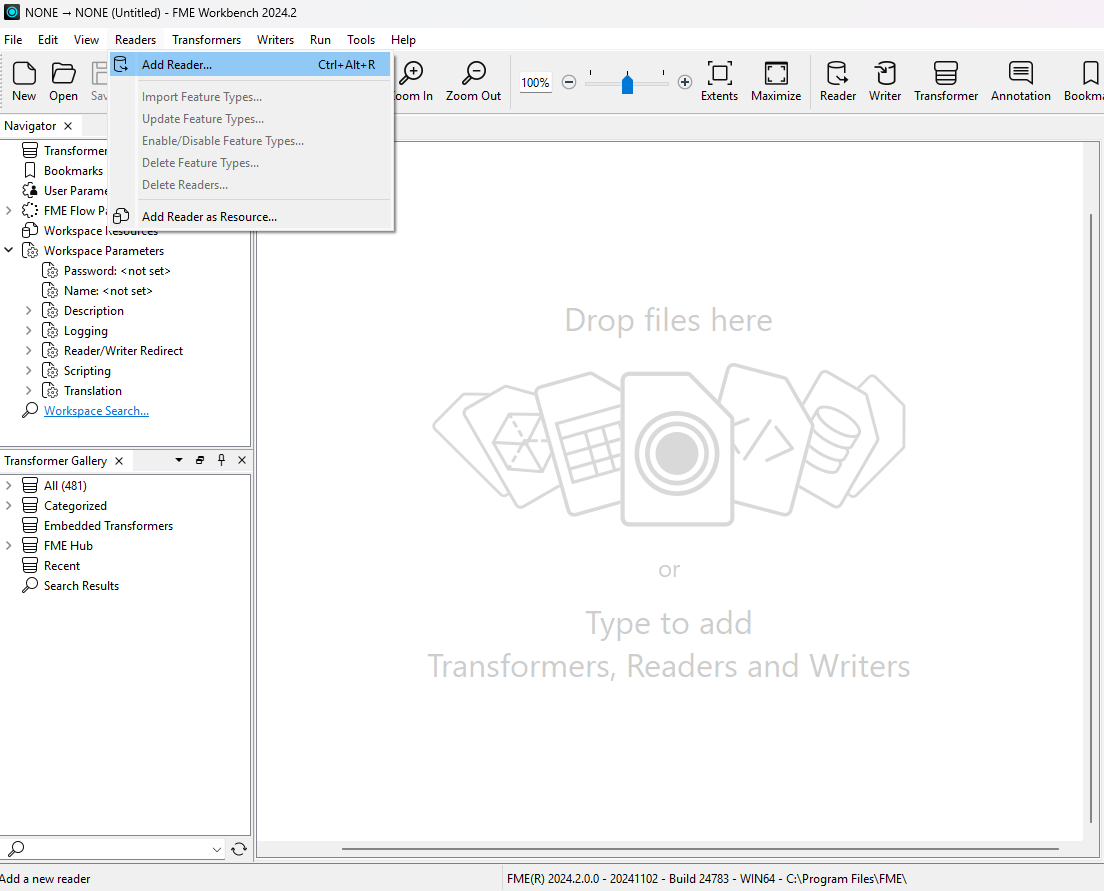 NONE → NONE (Untitled) - FME Workbench 2024.2
File Edit View Readers Transformers Writers Run Tools Help
Add Reader... Ctrl+Alt+R
Import Feature Types...
Update Feature Types...
Enable/Disable Feature Types...
Delete Feature Types...
Delete Readers...
Add Reader as Resource...
New Open Sav oom In Zoom Out 100% Extents Maximize Reader Writer Transformer Annotation Bookma
Navigator
Transformer
Bookmarks
User Parame
FME Flow Pa
Workspace Resources
Workspace Parameters
Password: <not set>
Name: <not set>
Description
Logging
Reader/Writer Redirect
Scripting
Translation
Workspace Search...
Transformer Gallery
All (481)
Categorized
Embedded Transformers
FME Hub
Recent
Search Results
Drop files here
or
Type to add
Transformers, Readers and Writers
Add a new reader
FME(R) 2024.2.0.0 - 20241102 - Build 24783 - WIN64 - C:\Program Files\FME\